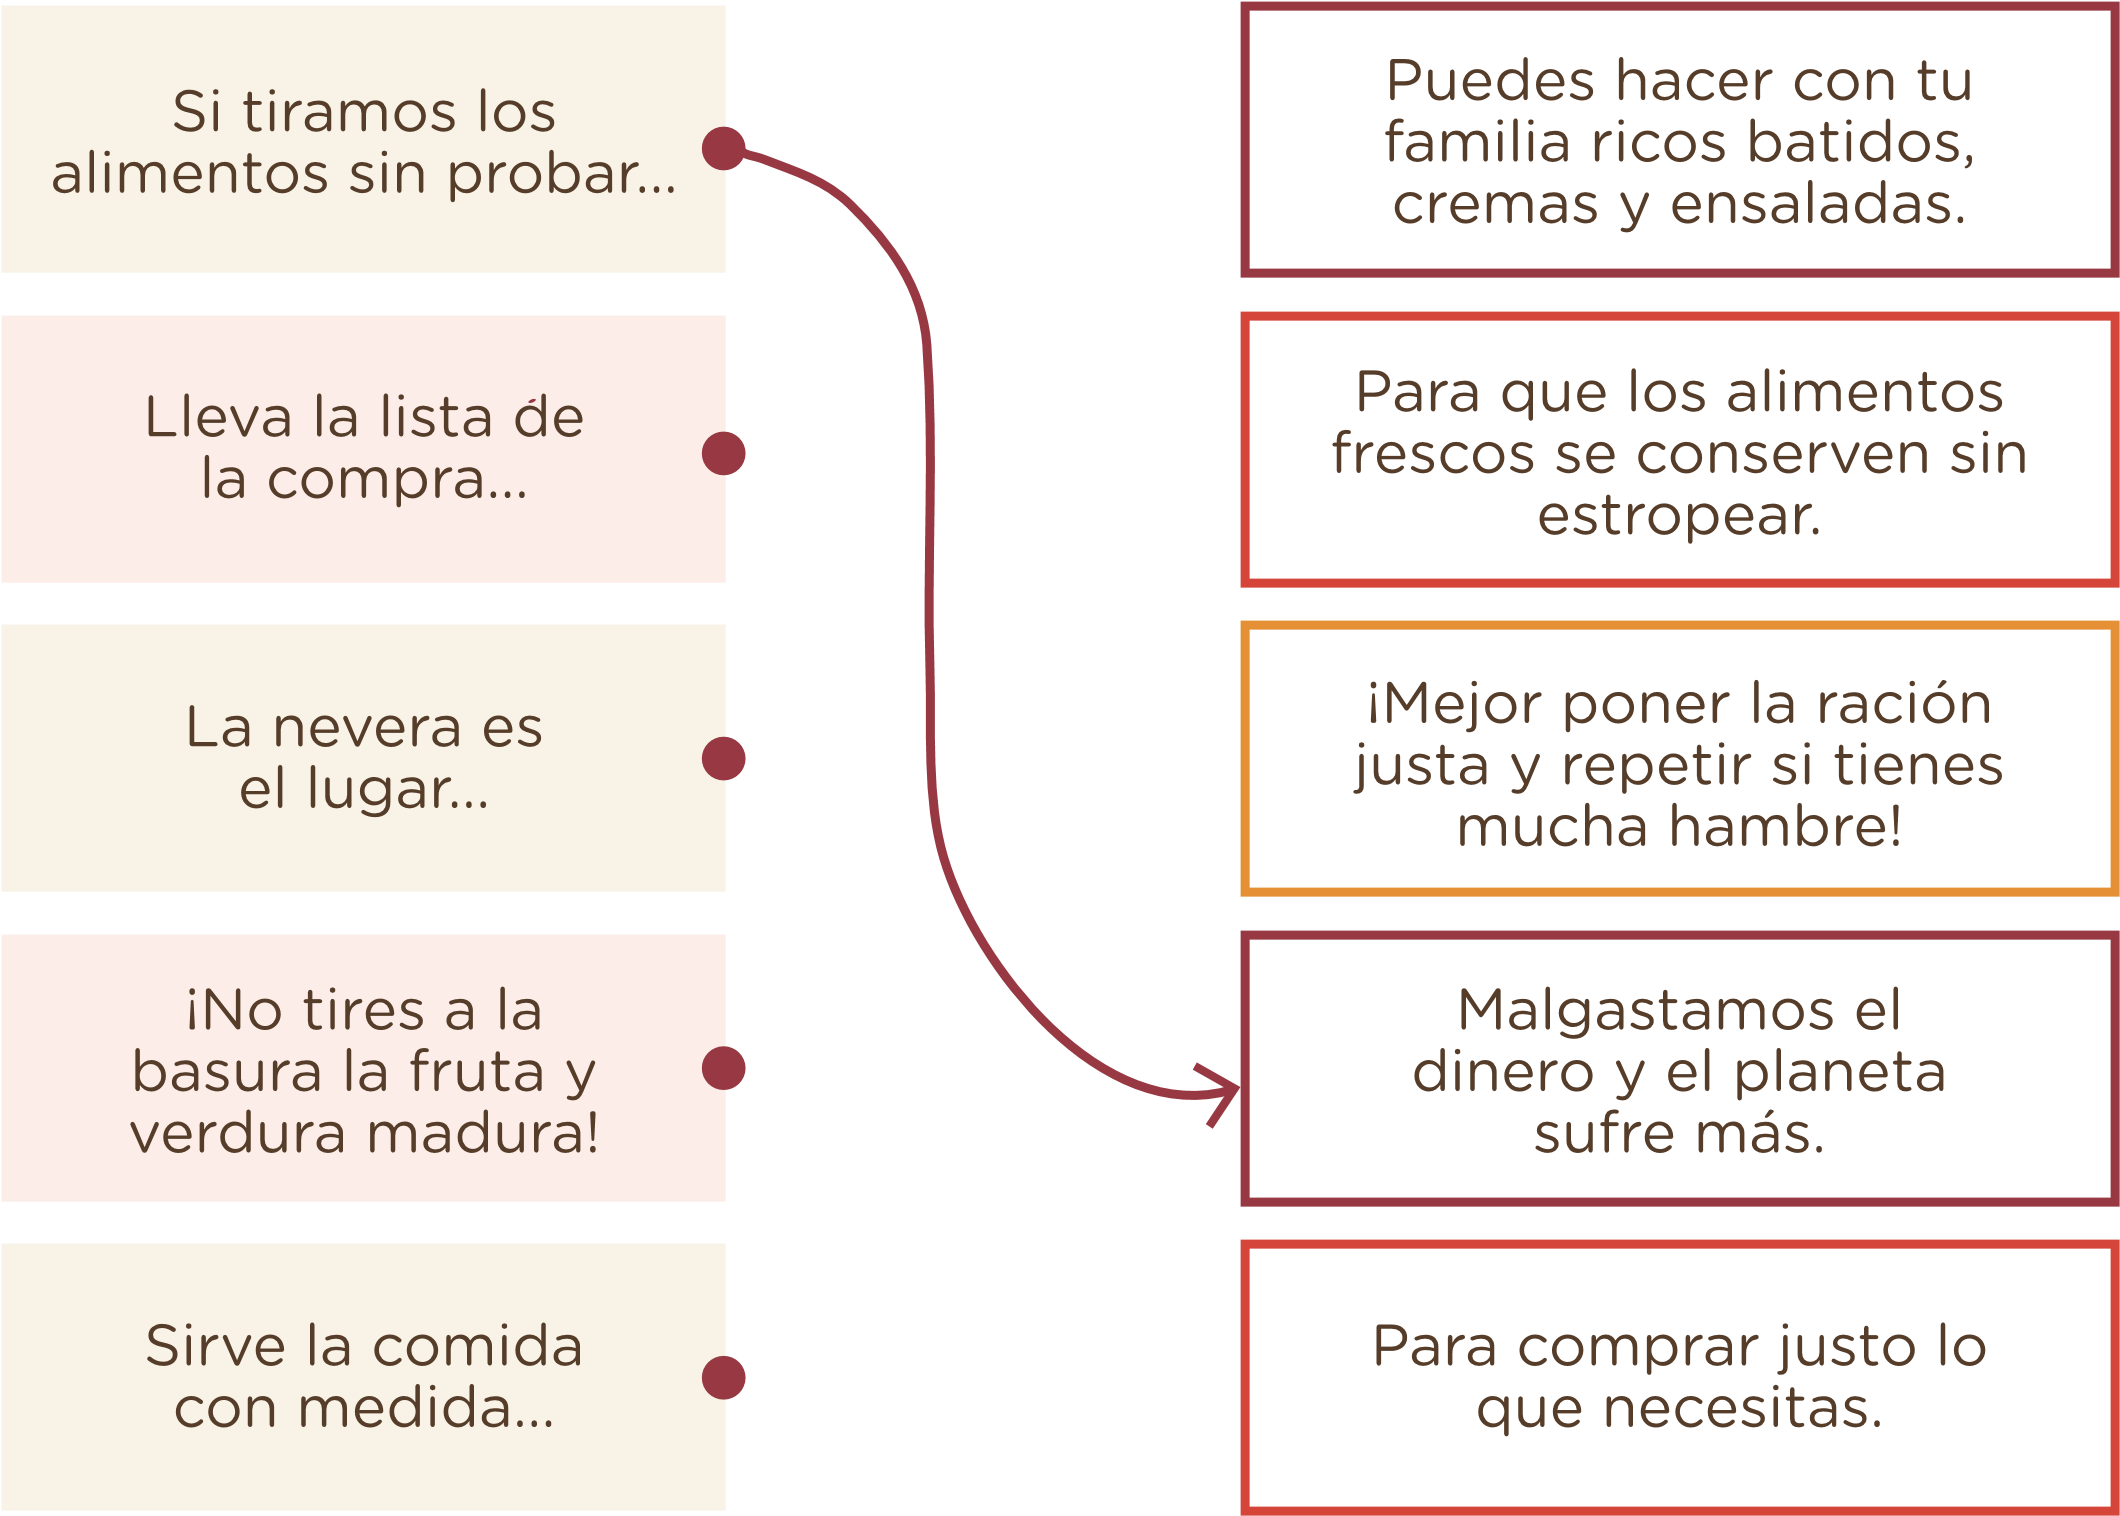 Si tiramos los
alimentos sin probar...
Lleva la lista de
la compra...
La nevera es
el lugar...
¡No tires a la
basura la fruta y
verdura madura!
Sirve la comida
con medida...
Puedes hacer con tu
familia ricos batidos,
cremas y ensaladas.
Para que los alimentos
frescos se conserven sin
estropear.
¡Mejor poner la ración
justa y repetir si tienes
mucha hambre!
Malgastamos el
dinero y el planeta
sufre más.
Para comprar justo lo
que necesitas.